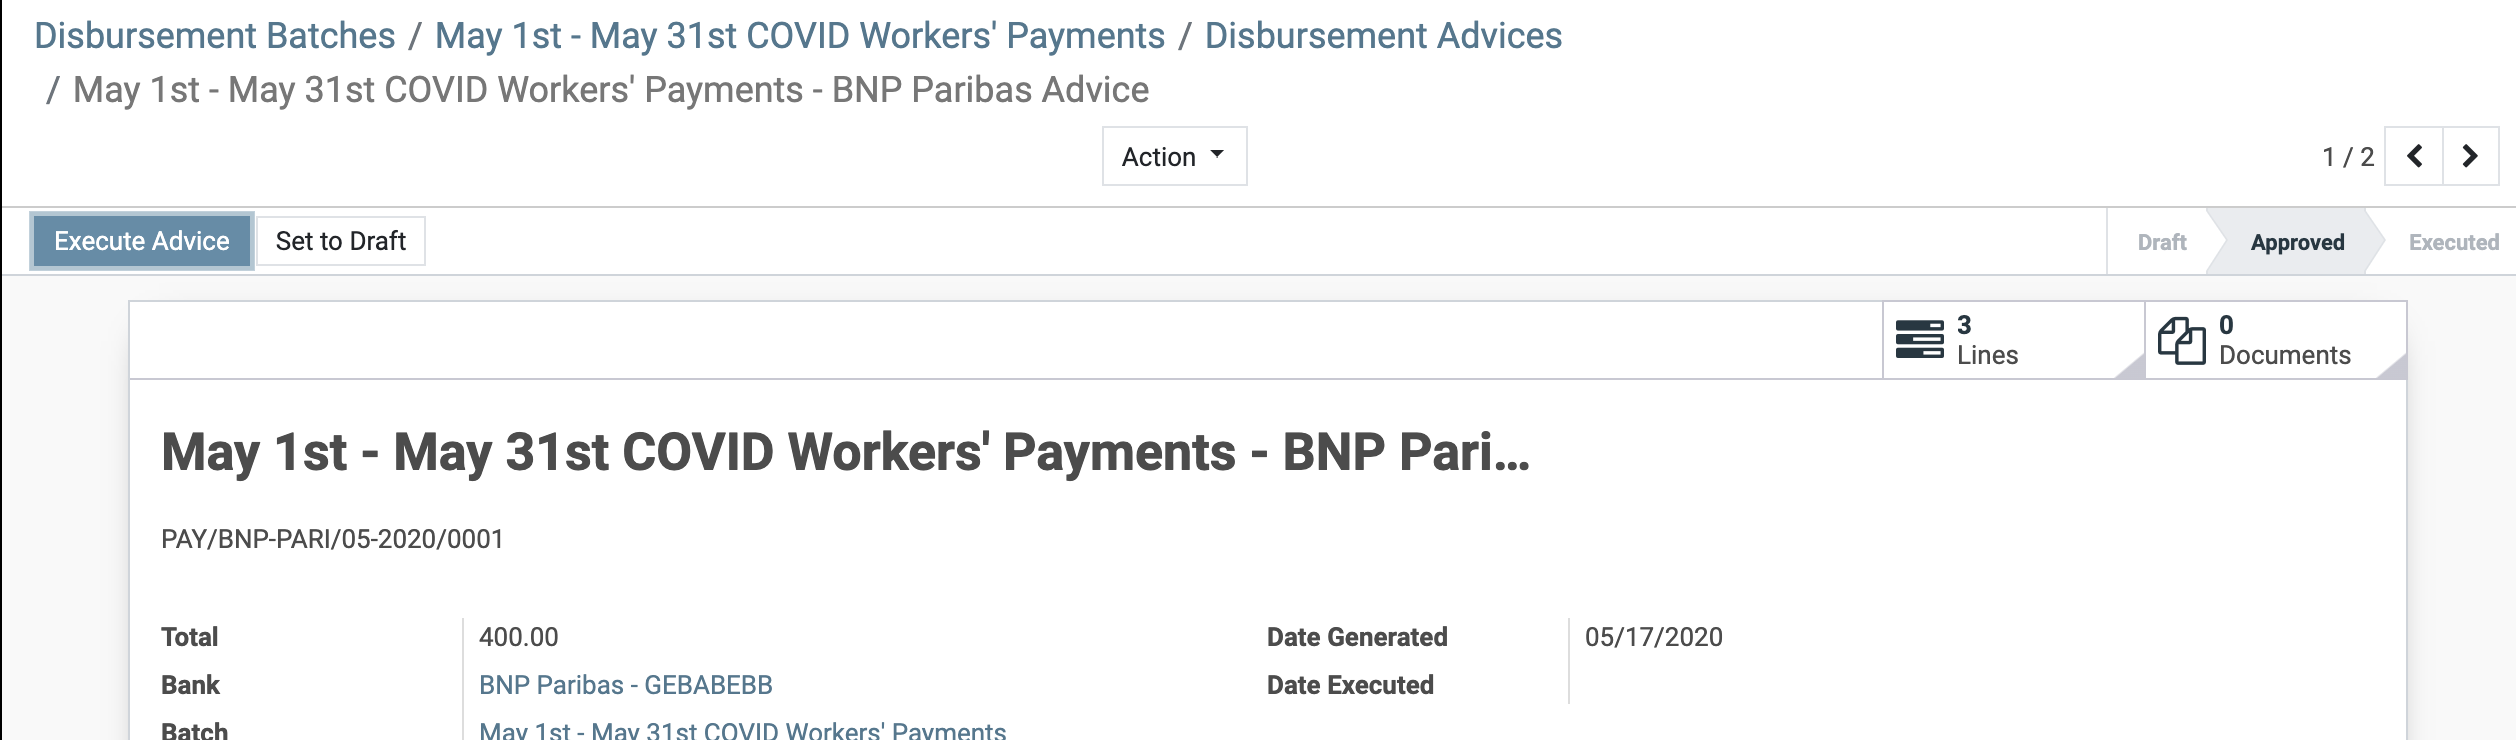 Disbursement Batches / May 1st - May 31st COVID Workers' Payments / Disbursement Advices
/ May 1st - May 31st COVID Workers' Payments - BNP Paribas Advice
Action
1 / 2
Execute Advice Set to Draft Draft Approved Executed
3 Lines 0 Documents
May 1st - May 31st COVID Workers' Payments - BNP Pari...
PAY/BNP-PARI/05-2020/0001
Total 400.00 Date Generated 05/17/2020
Bank BNP Paribas - GEBABEBB Date Executed
Batch May 1st - May 31st COVID Workers' Payments